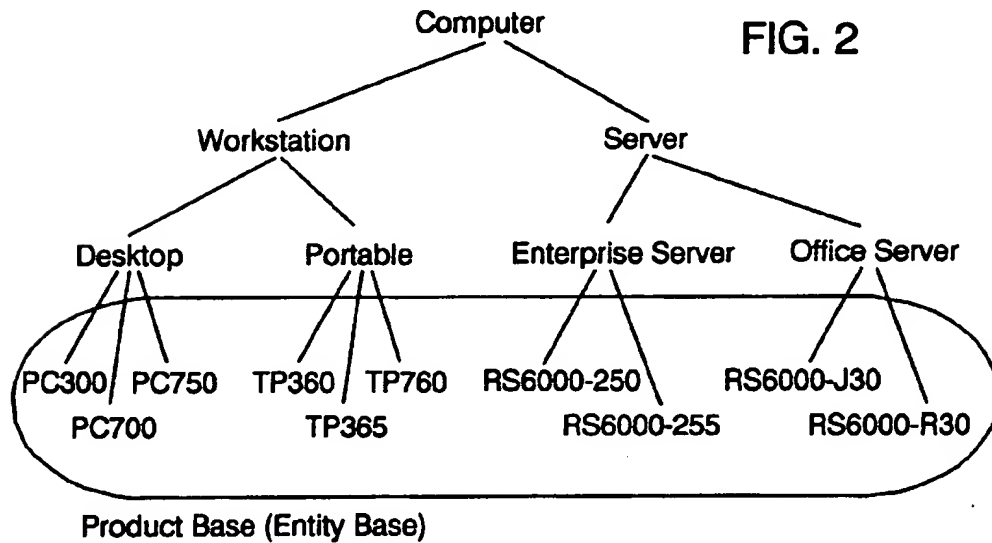 Computer
FIG. 2
Workstation
Server
Desktop
Portable
Enterprise Server
Office Server
PC300
PC750
TP360
TP760
RS6000-250
RS6000-J30
PC700
TP365
RS6000-255
RS6000-R30
Product Base (Entity Base)